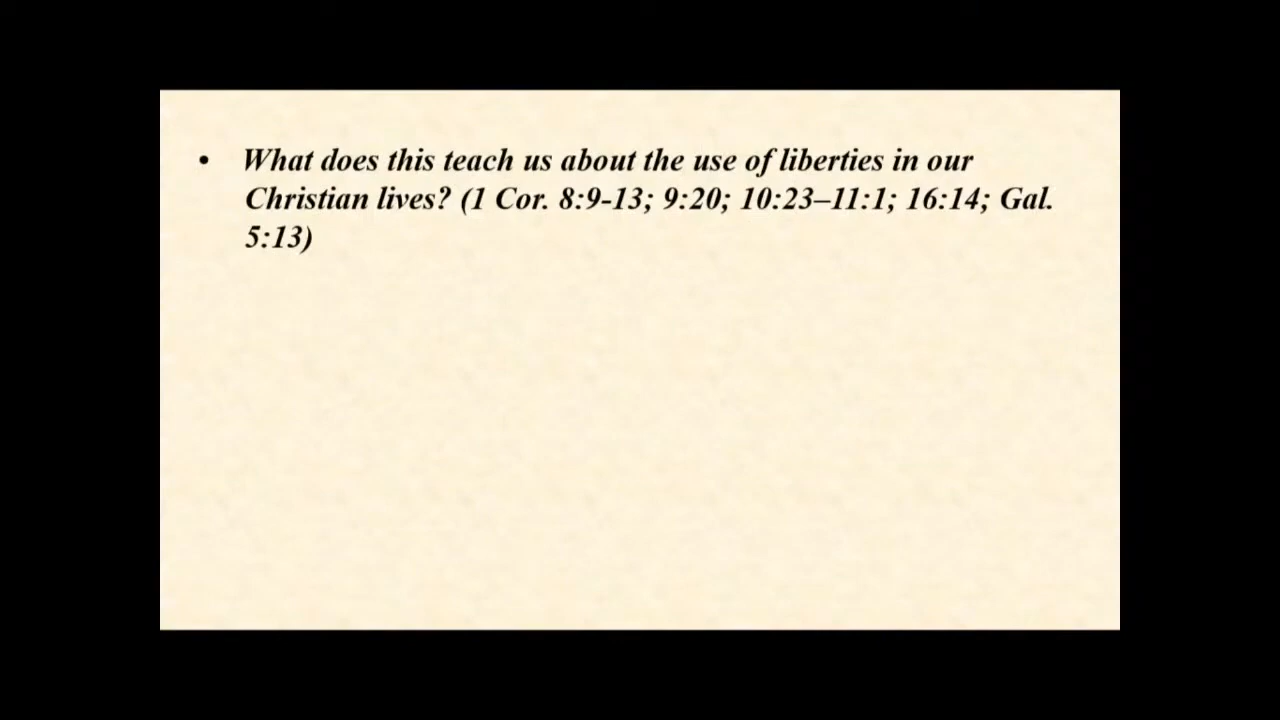 • What does this teach us about the use of liberties in our
Christian lives? (1 Cor. 8:9-13; 9:20; 10:23–11:1; 16:14; Gal.
5:13)